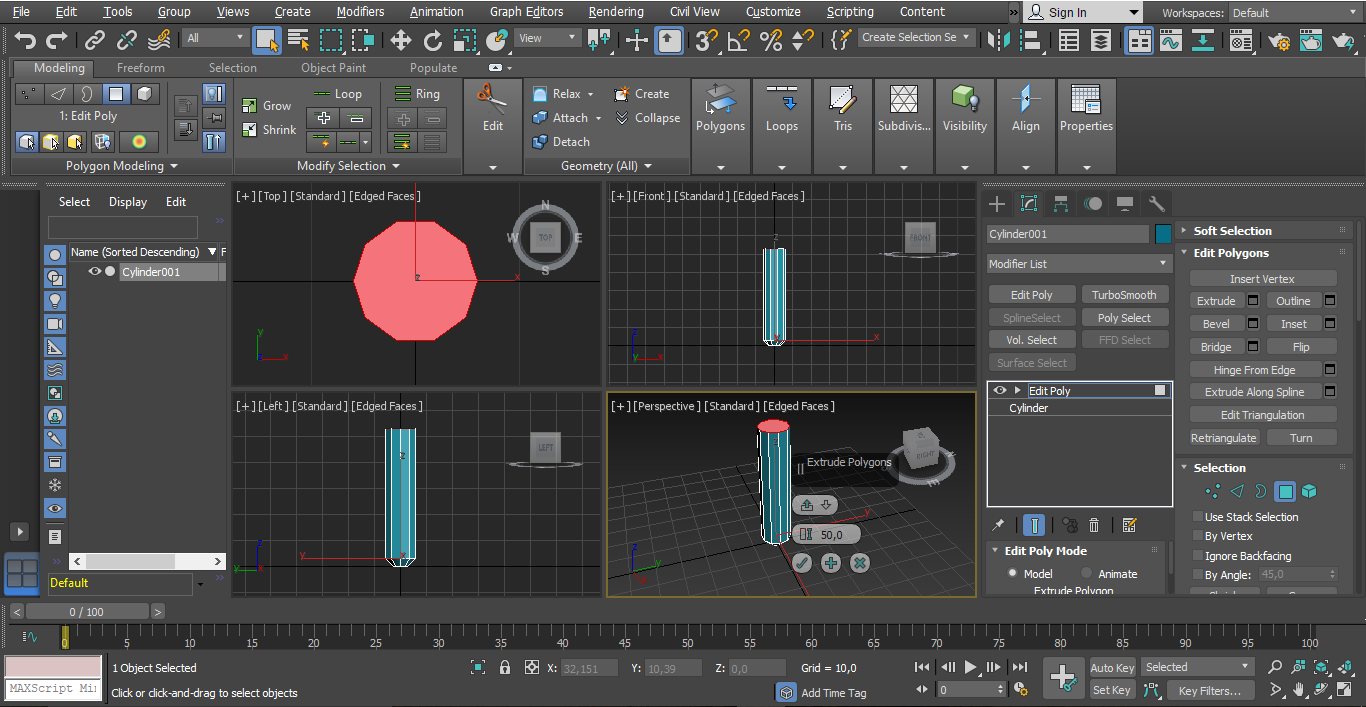 File Edit Tools Group Views Create Modifiers Animation Graph Editors Rendering Civil View Customize Scripting Content » Sign In Workspaces: Default
All View 3 Create Selection Se
Modeling Freeform Selection Object Paint Populate
1: Edit Poly
Polygon Modeling
Grow
Shrink
Loop
Ring
Modify Selection
Edit
Relax
Attach
Detach
Create
Collapse
Geometry (All)
Polygons
Loops
Tris
Subdivis...
Visibility
Align
Properties
Select Display Edit
»
Name (Sorted Descending) F
Cylinder001
»
Default
»
[+] [Top] [Standard] [Edged Faces]
N
W TOP E
S
z x
y
x
[+] [Front] [Standard] [Edged Faces]
FRONT
z
x
z
y x
[+] [Left] [Standard] [Edged Faces]
LEFT
z
y
z
y x
[+] [Perspective] [Standard] [Edged Faces]
RIGHT
Extrude Polygons
50,0
y
z
y
x
Cylinder001
Modifier List
Edit Poly TurboSmooth
SplineSelect Poly Select
Vol. Select FFD Select
Surface Select
Edit Poly
Cylinder
Edit Poly Mode
Model Animate
Extrude Polygon
Soft Selection
Edit Polygons
Insert Vertex
Extrude Outline
Bevel Inset
Bridge Flip
Hinge From Edge
Extrude Along Spline
Edit Triangulation
Retriangulate Turn
Selection
Use Stack Selection
By Vertex
Ignore Backfacing
By Angle: 45,0
< 0 / 100 >
0 5 10 15 20 25 30 35 40 45 50 55 60 65 70 75 80 85 90 95 100
1 Object Selected
X: 32,151 Y: 10,39 Z: 0,0 Grid = 10,0
Auto Key Selected
MAXScript Mi
Click or click-and-drag to select objects
Add Time Tag
0
Set Key Key Filters...